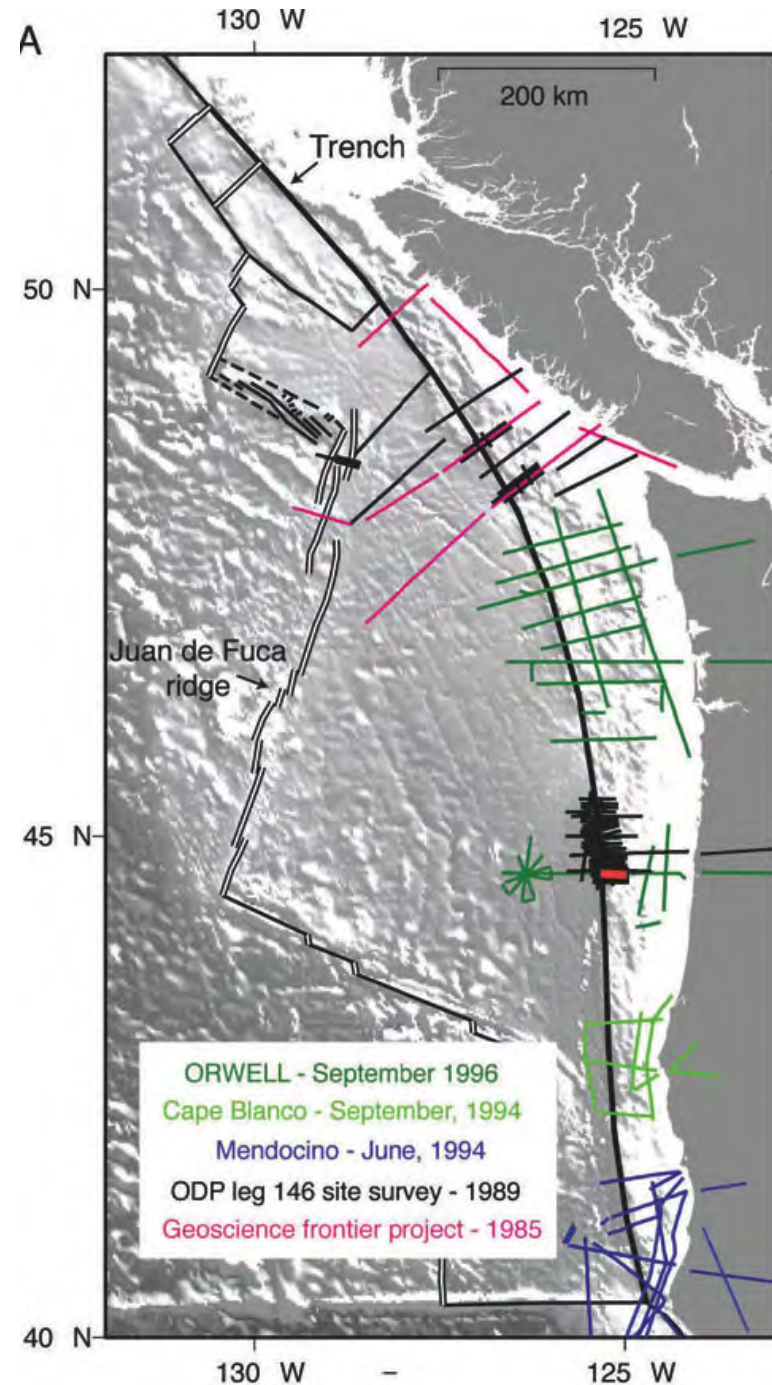 A
130 W
125 W
200 km
Trench
50 N
Juan de Fuca
ridge
45 N
ORWELL - September 1996
Cape Blanco - September, 1994
Mendocino - June, 1994
ODP leg 146 site survey - 1989
Geoscience frontier project - 1985
40 N
130 W
125 W